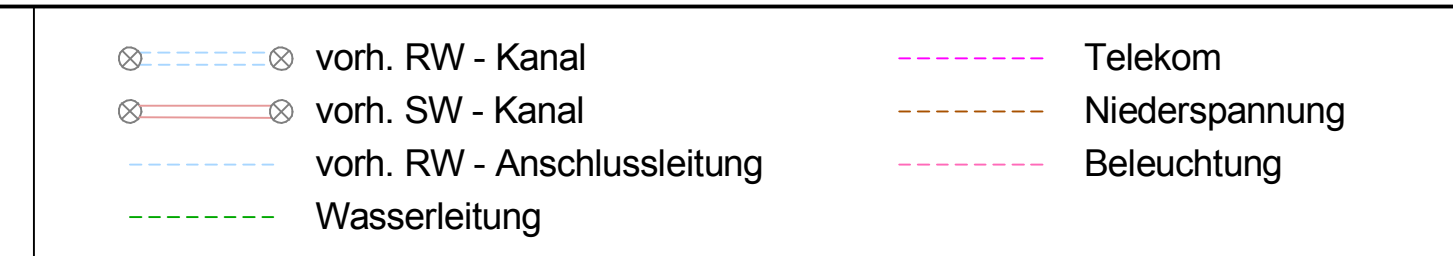 vorh. RW - Kanal
vorh. SW - Kanal
vorh. RW - Anschlussleitung
Wasserleitung
Telekom
Niederspannung
Beleuchtung